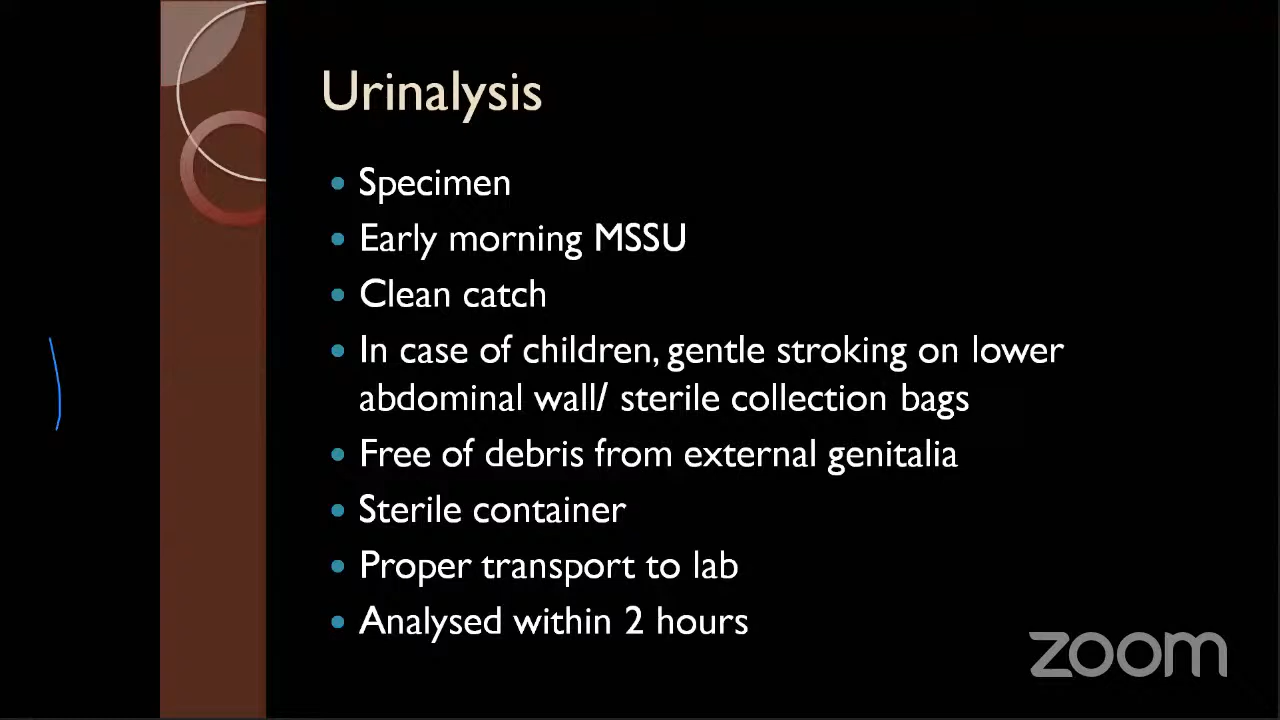 Urinalysis
Specimen
Early morning MSSU
Clean catch
In case of children, gentle stroking on lower
abdominal wall/ sterile collection bags
Free of debris from external genitalia
Sterile container
Proper transport to lab
Analysed within 2 hours
zoom